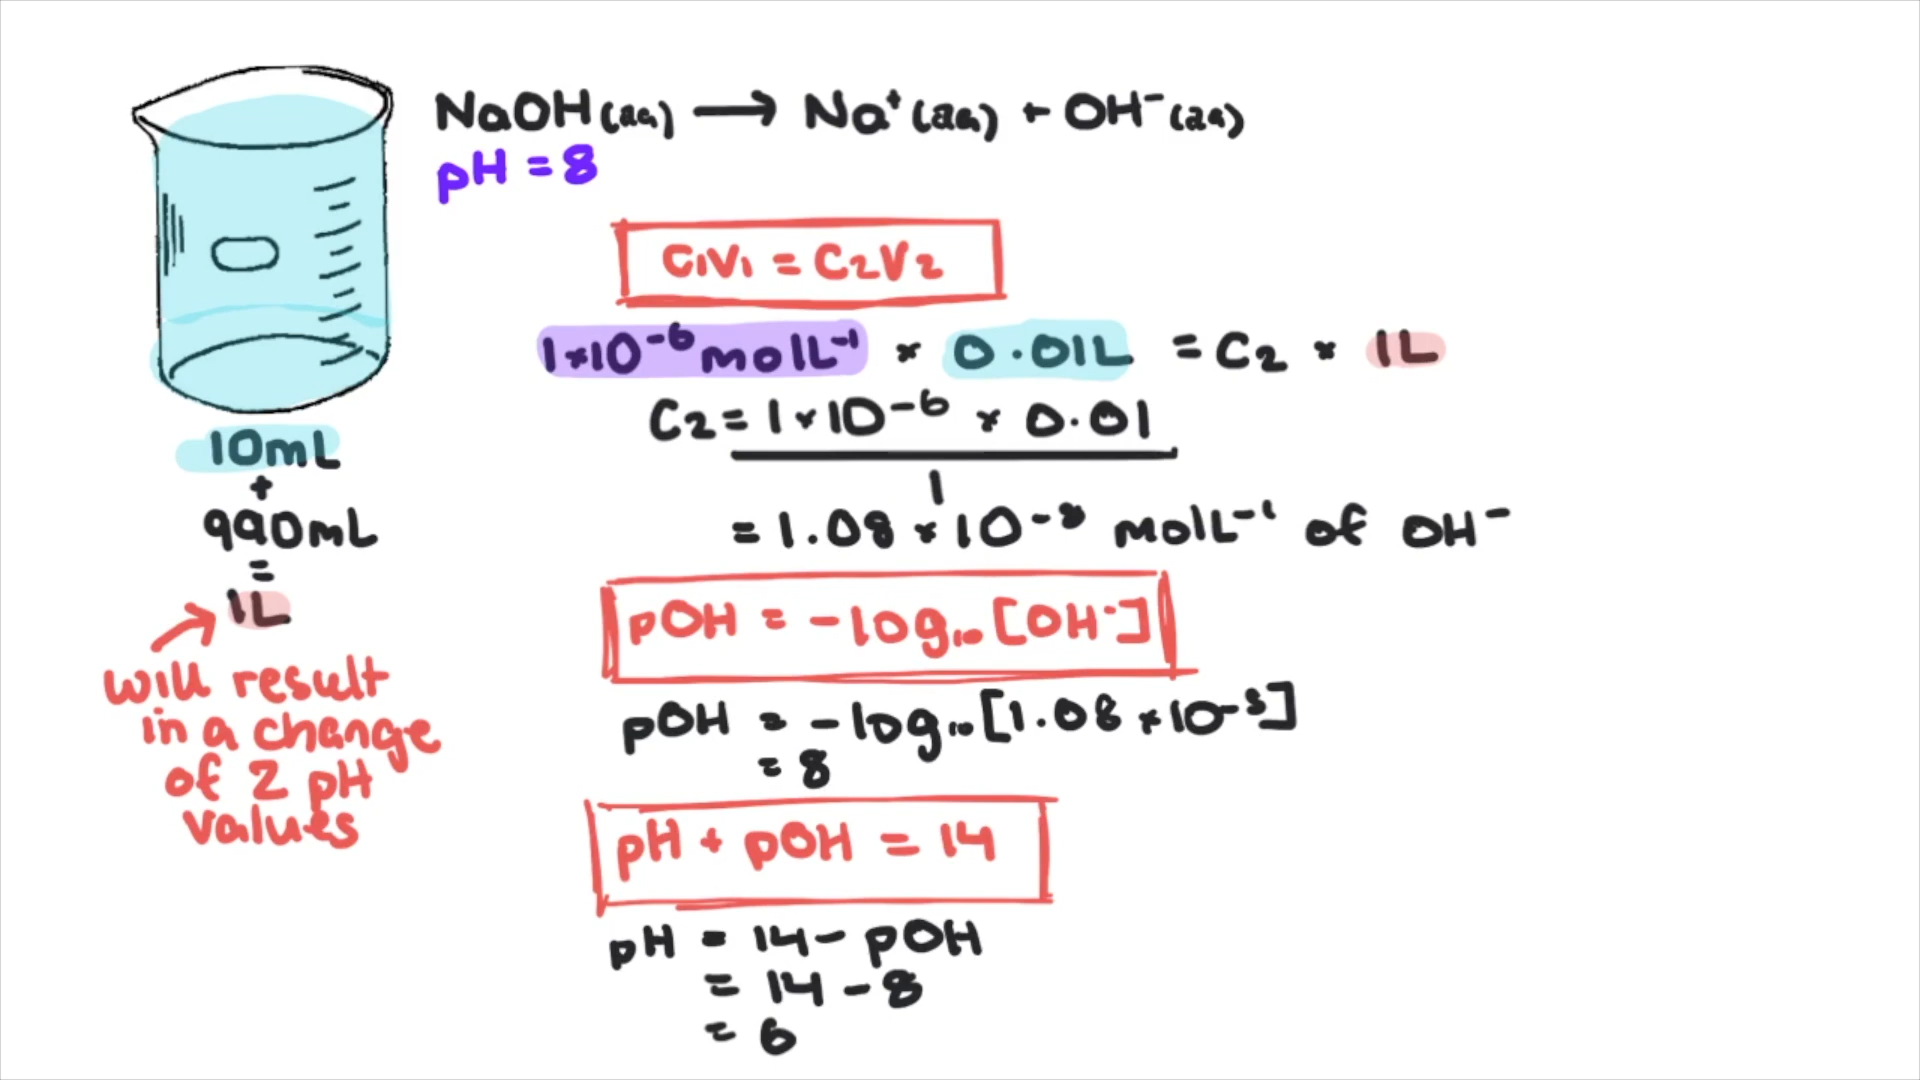 NaOH(aq) → Na⁺(aq) + OH⁻(aq)
pH = 8
C1V1 = C2V2
1×10⁻⁶ molL⁻¹ × 0.01L = C2 × 1L
C2 = 1×10⁻⁶ × 0.01
1
= 1.08×10⁻⁸ molL⁻¹ of OH⁻
pOH = -log₁₀[OH⁻]
pOH = -log₁₀[1.08×10⁻⁸]
= 8
pH + pOH = 14
pH = 14 - pOH
= 14 - 8
= 6
10mL
+
990mL
=
1L
will result
in a change
of 2 pH
values